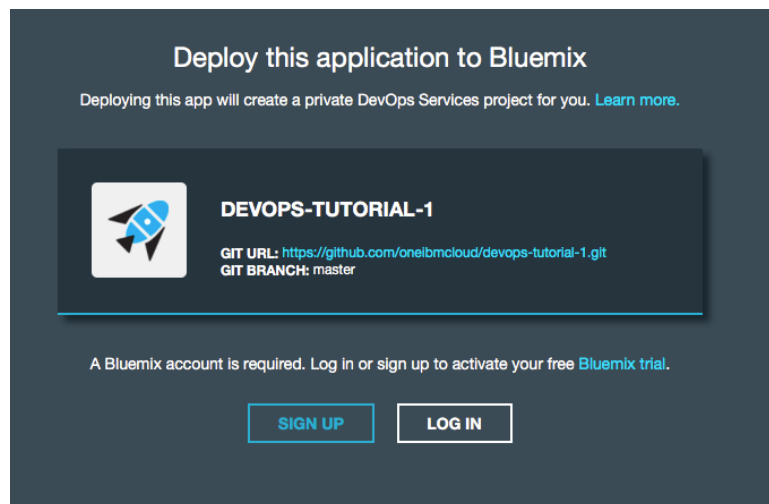 Deploy this application to Bluemix
Deploying this app will create a private DevOps Services project for you. Learn more.
DEVOPS-TUTORIAL-1
GIT URL: https://github.com/oneibmcloud/devops-tutorial-1.git
GIT BRANCH: master
A Bluemix account is required. Log in or sign up to activate your free Bluemix trial.
SIGN UP LOG IN